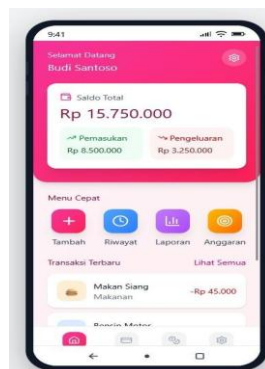 9:41
Selamat Datang
Budi Santoso
Saldo Total
Rp 15.750.000
Pemasukan
Rp 8.500.000
Pengeluaran
Rp 3.250.000
Menu Cepat
Tambah
Riwayat
Laporan
Anggaran
Transaksi Terbaru
Lihat Semua
Makan Siang
Makanan
-Rp 45.000
Bensin Motor